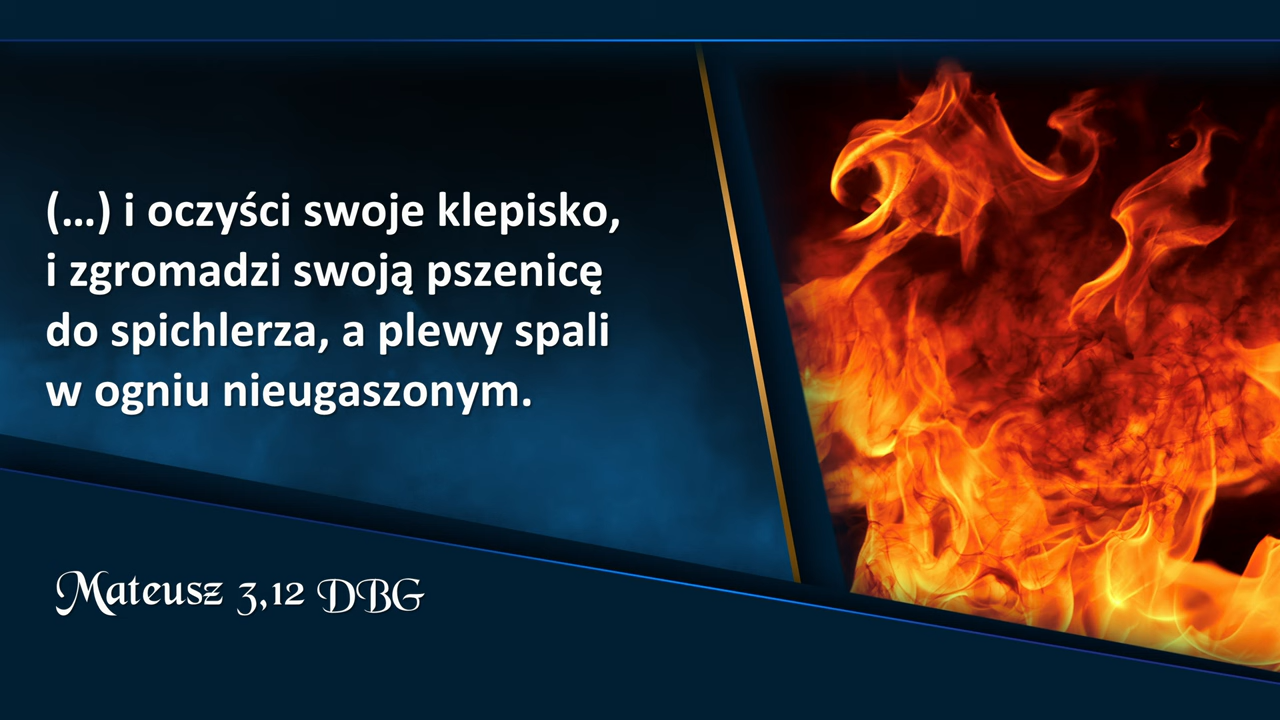 (…) i oczyści swoje klepisko,
i zgromadzi swoją pszenicę
do spichlerza, a plewy spali
w ogniu nieugaszonym.
Mateusz 3,12 DBG